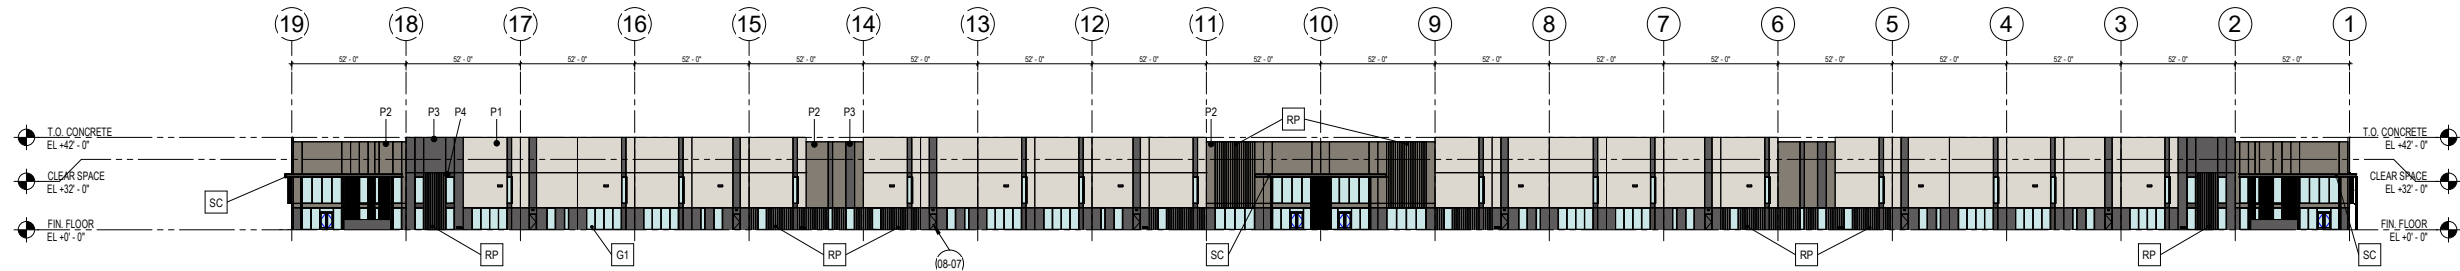 19 18 17 16 15 14 13 12 11 10 9 8 7 6 5 4 3 2 1
52' - 0" 52' - 0" 52' - 0" 52' - 0" 52' - 0" 52' - 0" 52' - 0" 52' - 0" 52' - 0" 52' - 0" 52' - 0" 52' - 0" 52' - 0" 52' - 0" 52' - 0" 52' - 0" 52' - 0" 52' - 0"
P2 P3 P4 P1 P2 P3 P2 RP
T.O. CONCRETE
EL +42' - 0"
T.O. CONCRETE
EL +42' - 0"
CLEAR SPACE
EL +32' - 0"
CLEAR SPACE
EL +32' - 0"
SC
FIN. FLOOR
EL +0' - 0"
FIN. FLOOR
EL +0' - 0"
RP G1 RP (08-07) SC RP RP SC